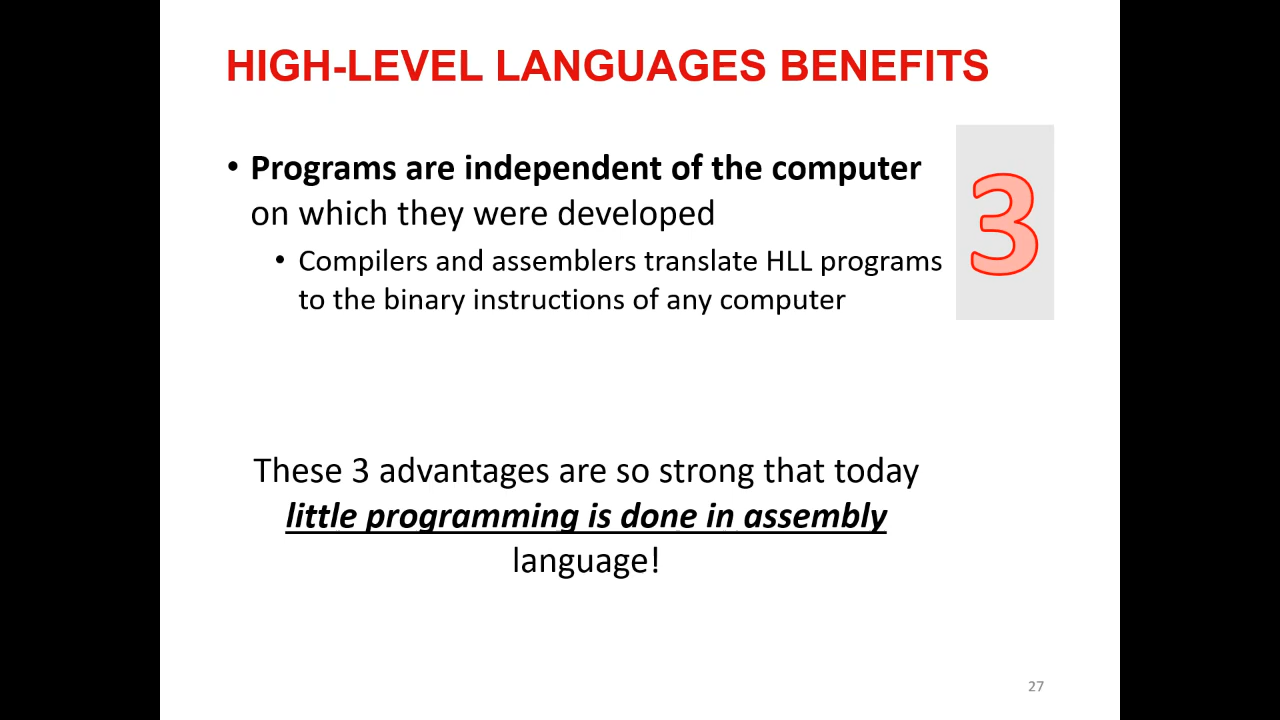 HIGH-LEVEL LANGUAGES BENEFITS
• Programs are independent of the computer
on which they were developed
• Compilers and assemblers translate HLL programs
to the binary instructions of any computer
3
These 3 advantages are so strong that today
little programming is done in assembly
language!
27